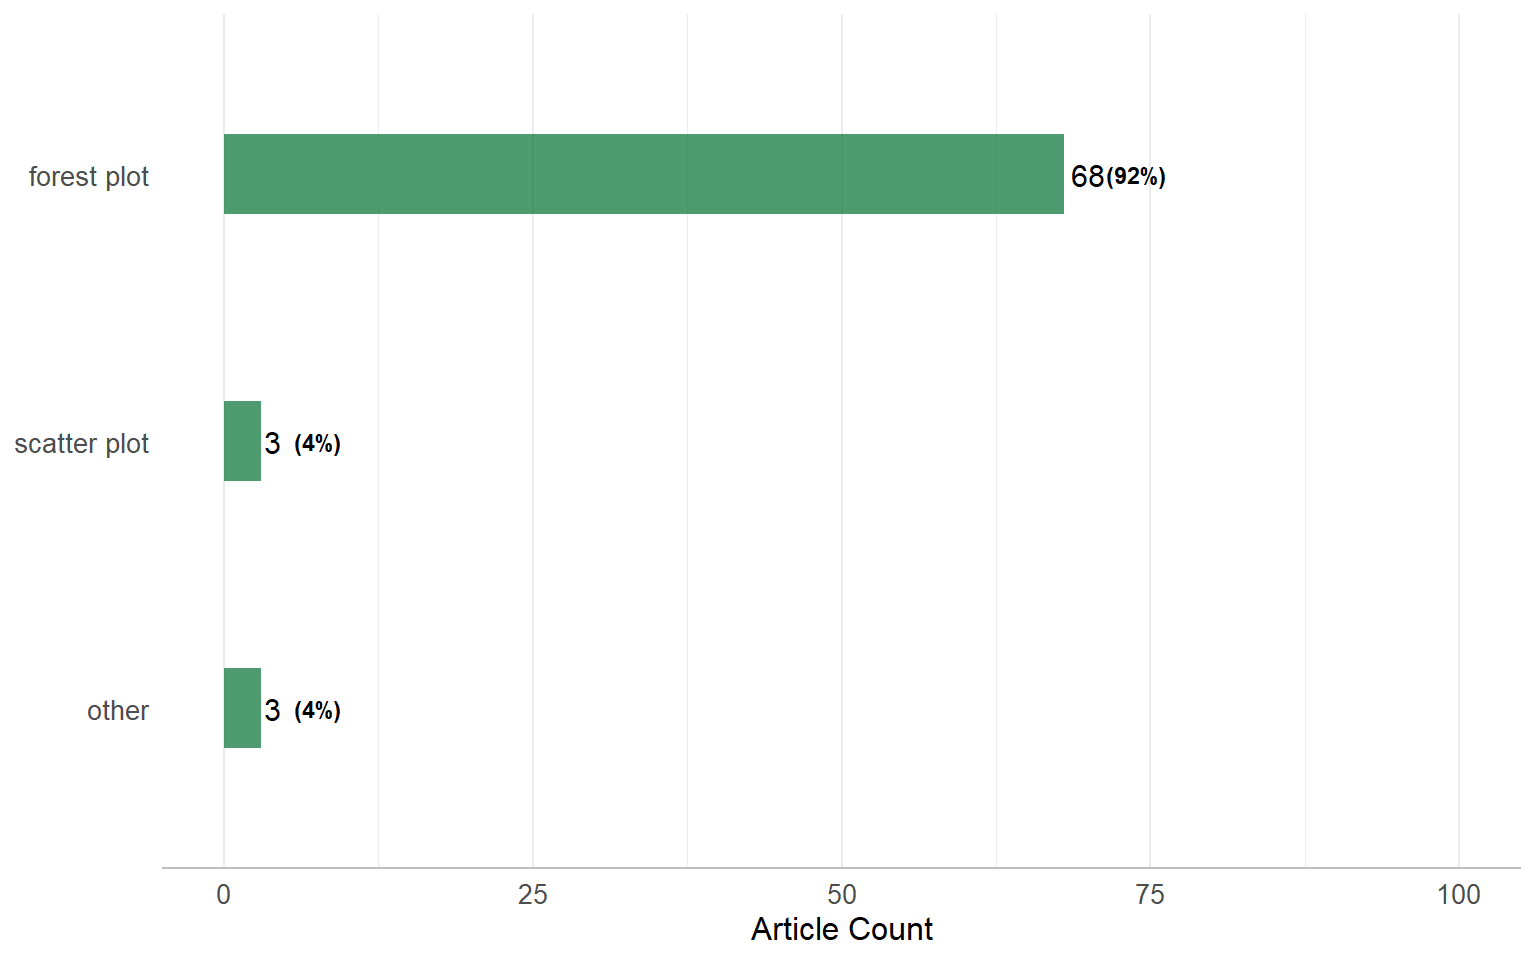 forest plot 68(92%)
scatter plot 3 (4%)
other 3 (4%)
0 25 50 75 100
Article Count